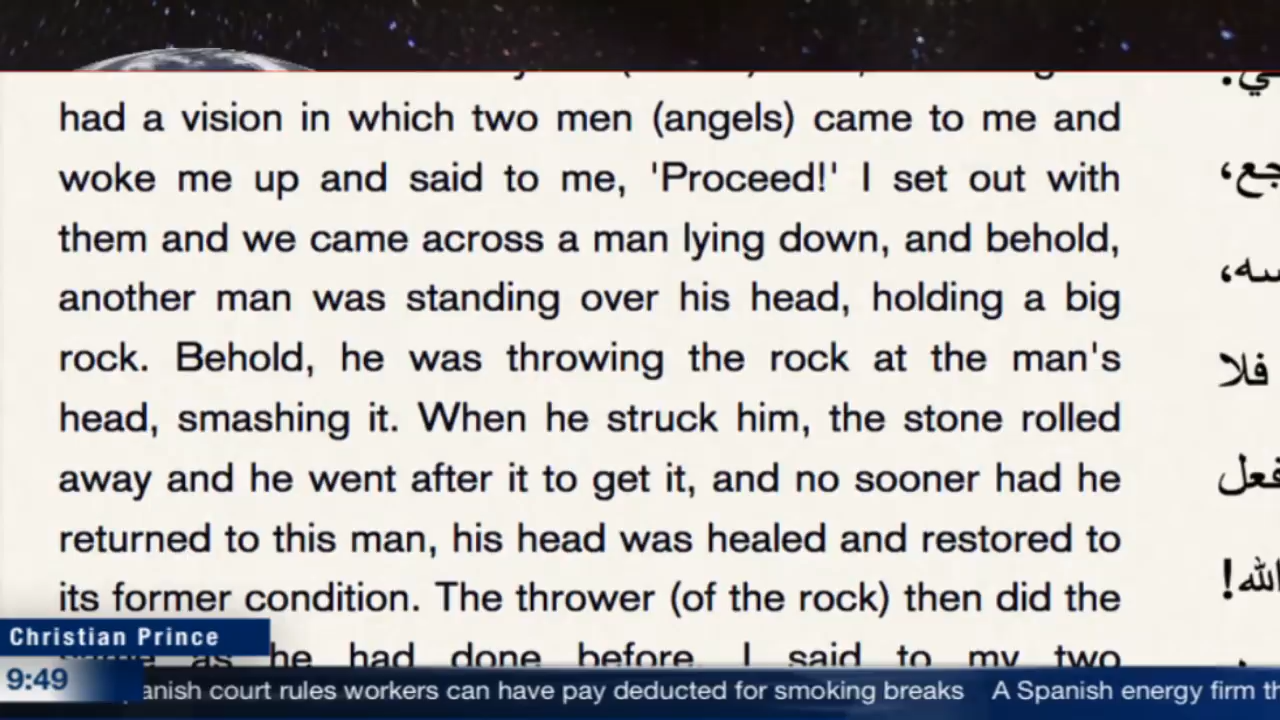 had a vision in which two men (angels) came to me and
woke me up and said to me, 'Proceed!' I set out with
them and we came across a man lying down, and behold,
another man was standing over his head, holding a big
rock. Behold, he was throwing the rock at the man's
head, smashing it. When he struck him, the stone rolled
away and he went after it to get it, and no sooner had he
returned to this man, his head was healed and restored to
its former condition. The thrower (of the rock) then did the
as he had done before. I said to my two
فلا
الله!
Christian Prince
9:49
court rules workers can have pay deducted for smoking breaks A Spanish energy firm